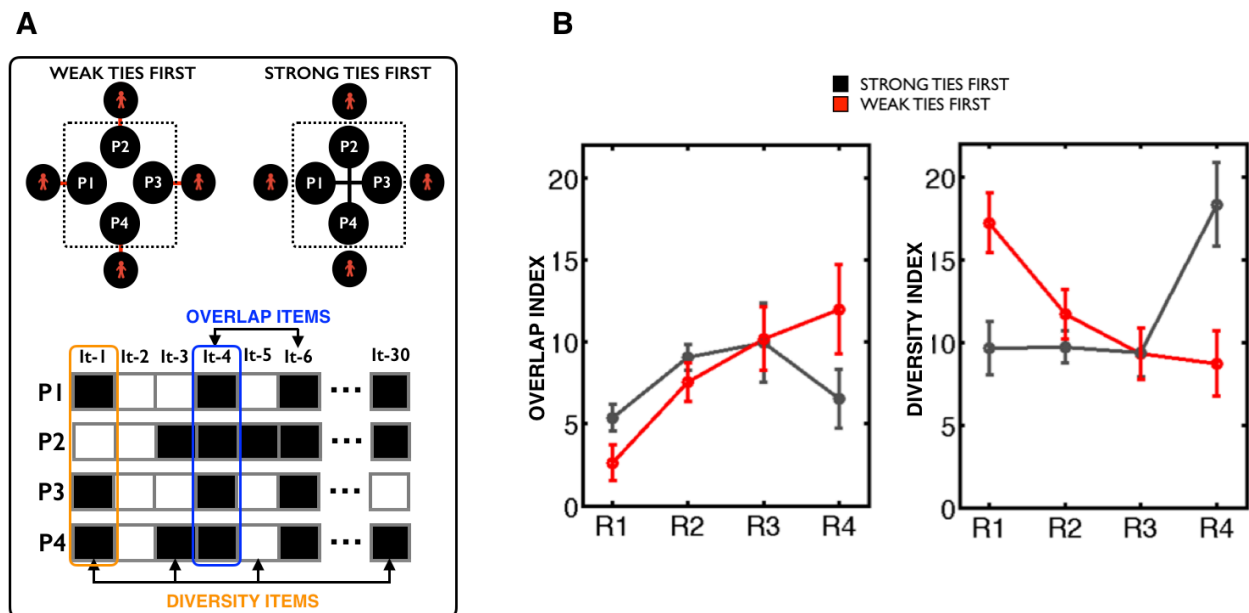 A
WEAK TIES FIRST
STRONG TIES FIRST
P2
P1
P3
P4
P2
P1
P3
P4
OVERLAP ITEMS
It-1 It-2 It-3 It-4 It-5 It-6 It-30
P1 ...
P2 ...
P3 ...
P4 ...
DIVERSITY ITEMS
B
STRONG TIES FIRST
WEAK TIES FIRST
OVERLAP INDEX
20
15
10
5
0
R1 R2 R3 R4
DIVERSITY INDEX
20
15
10
5
0
R1 R2 R3 R4